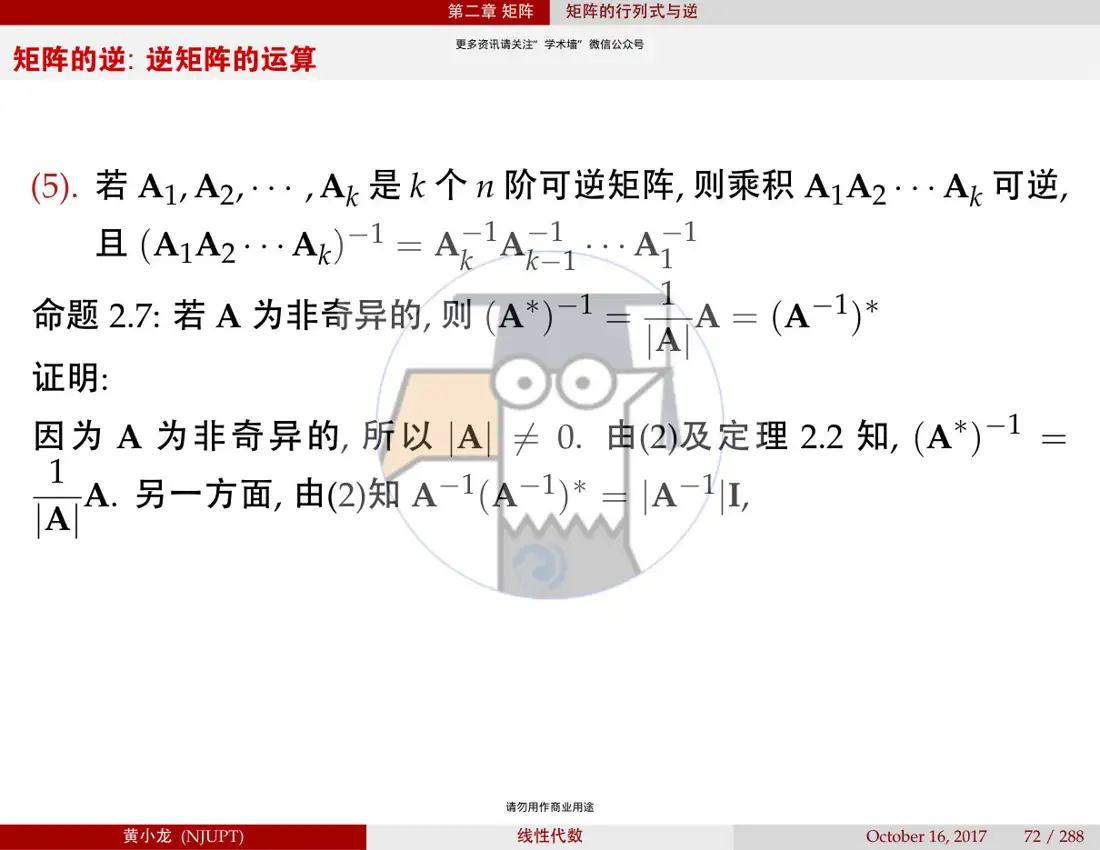 第二章 矩阵 矩阵的行列式与逆
更多资讯请关注“学术墙”微信公众号
矩阵的逆: 逆矩阵的运算
(5). 若 A₁, A₂, ⋯ , Aₖ 是 k 个 n 阶可逆矩阵, 则乘积 A₁A₂ ⋯ Aₖ 可逆,
且 (A₁A₂ ⋯ Aₖ)⁻¹ = Aₖ⁻¹Aₖ₋₁⁻¹ ⋯ A₁⁻¹
命题 2.7: 若 A 为非奇异的, 则 (A*)⁻¹ = 1/|A| A = (A⁻¹)*
证明:
因为 A 为非奇异的, 所以 |A| ≠ 0. 由(2)及定理 2.2 知, (A*)⁻¹ =
1/|A| A. 另一方面, 由(2)知 A⁻¹(A⁻¹)* = |A⁻¹|I,
请勿用作商业用途
黄小龙 (NJUPT) 线性代数 October 16, 2017 72 / 288